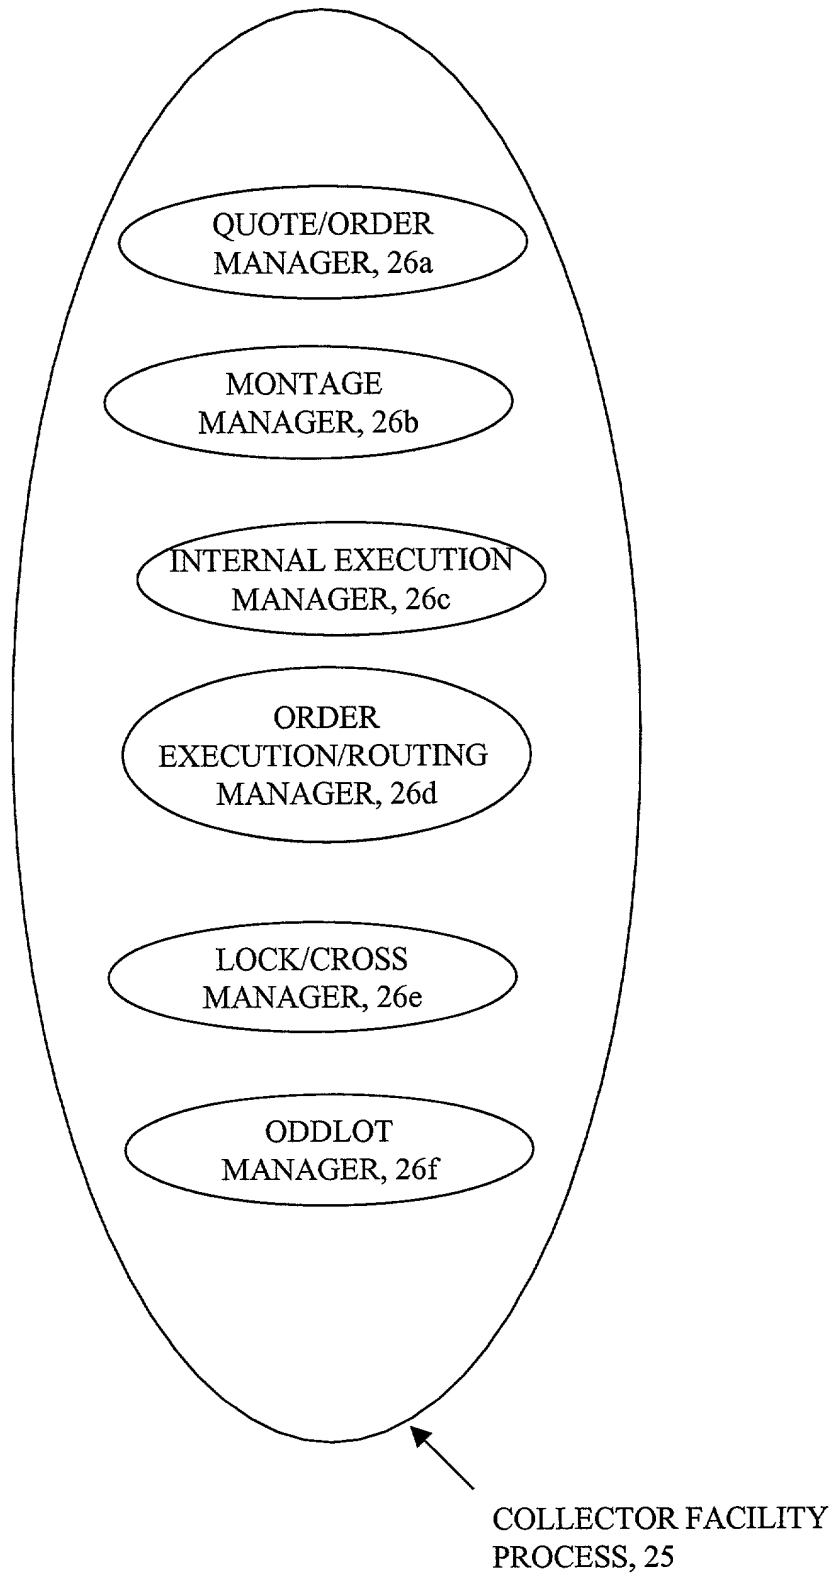 QUOTE/ORDER
MANAGER, 26a
MONTAGE
MANAGER, 26b
INTERNAL EXECUTION
MANAGER, 26c
ORDER
EXECUTION/ROUTING
MANAGER, 26d
LOCK/CROSS
MANAGER, 26e
ODDLOT
MANAGER, 26f
COLLECTOR FACILITY
PROCESS, 25